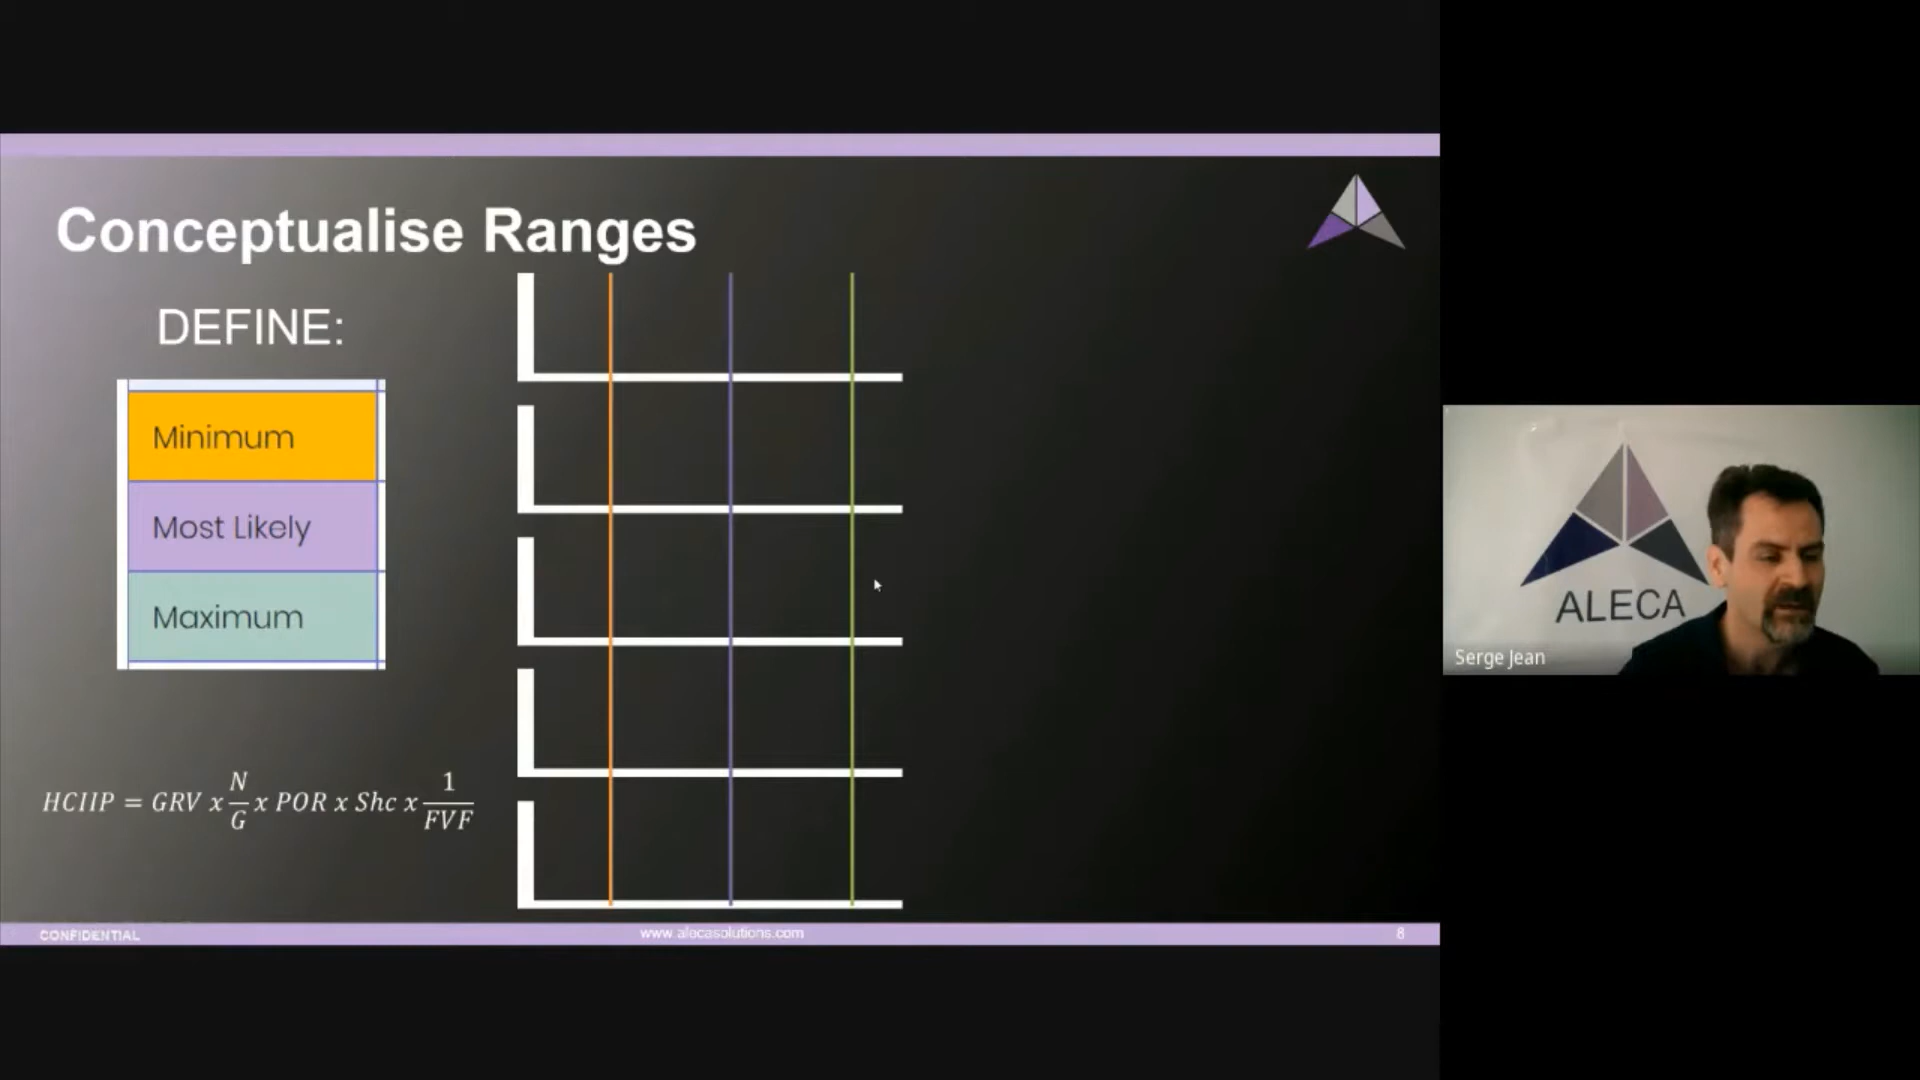 Conceptualise Ranges
DEFINE:
Minimum
Most Likely
Maximum
HCIIP = GRV x N/G x POR x Shc x 1/FVF
CONFIDENTIAL
www.alecasolutions.com
8
ALECA
Serge Jean